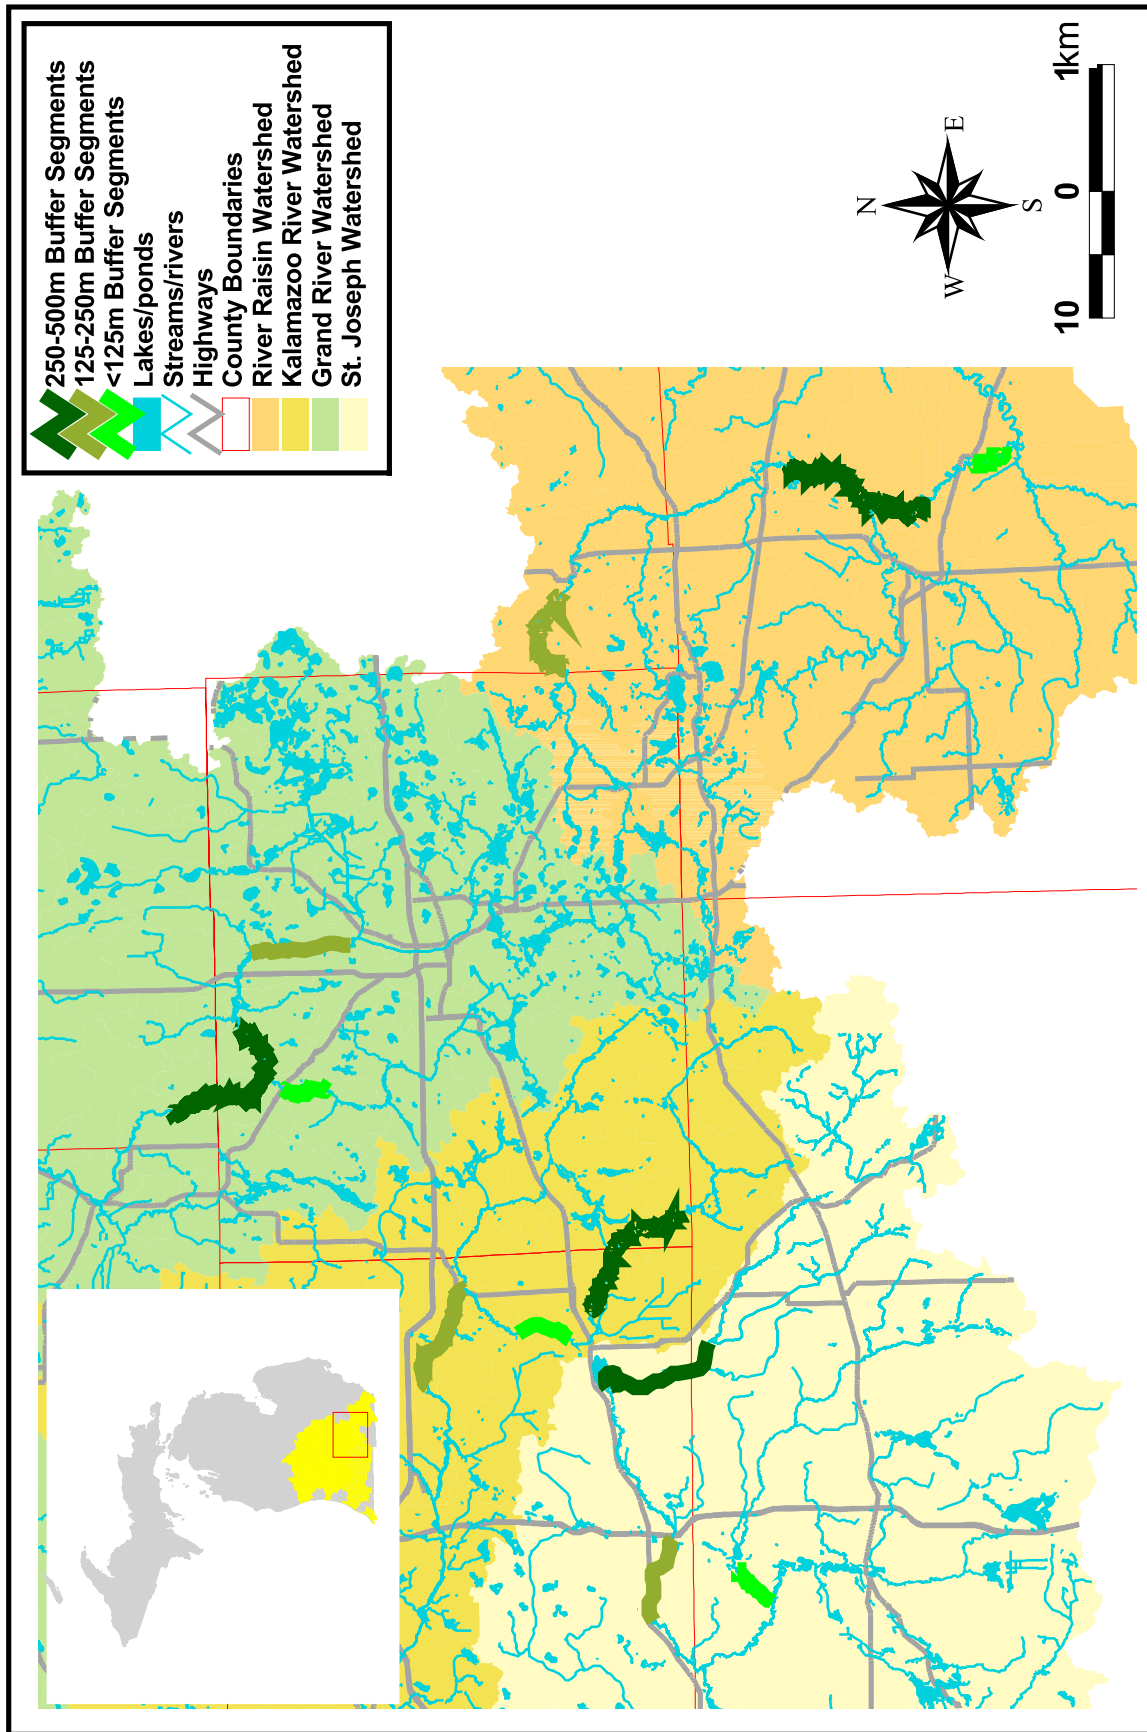 250-500m Buffer Segments
125-250m Buffer Segments
<125m Buffer Segments
Lakes/ponds
Streams/rivers
Highways
County Boundaries
River Raisin Watershed
Kalamazoo River Watershed
Grand River Watershed
St. Joseph Watershed
N
W
E
S
10 0 1km